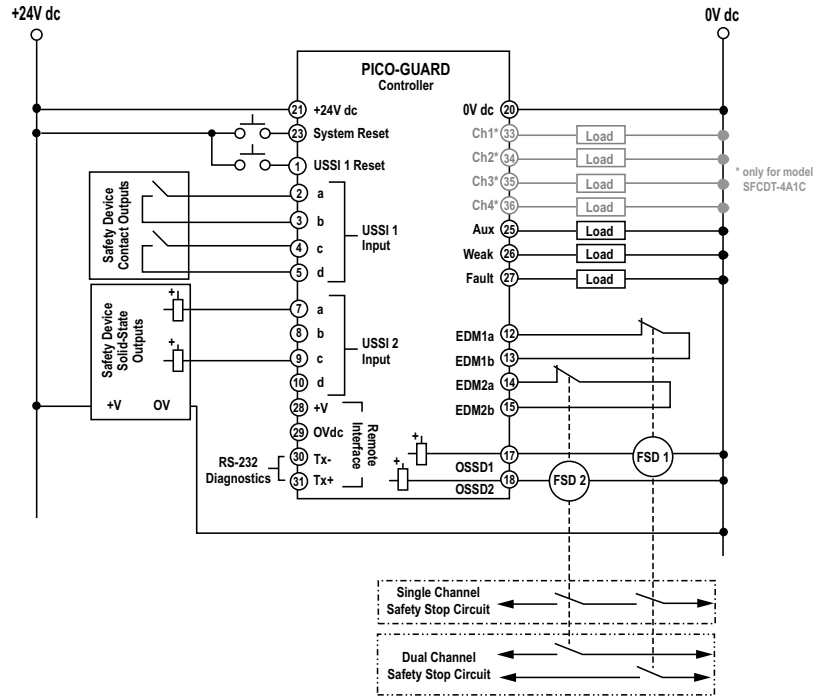 +24V dc
0V dc
PICO-GUARD
Controller
21 +24V dc
0V dc 20
23 System Reset
Ch1* 33 Load
1 USSI 1 Reset
Ch2* 34 Load
Ch3* 35 Load
Ch4* 36 Load
* only for model
SFCDT-4A1C
Aux 25 Load
Weak 26 Load
Fault 27 Load
Safety Device
Contact Outputs
2 a
3 b
4 c
5 d
USSI 1
Input
Safety Device
Solid-State
Outputs
+
+
+V OV
7 a
8 b
9 c
10 d
USSI 2
Input
EDM1a 12
EDM1b 13
EDM2a 14
EDM2b 15
28 +V
29 OVdc
30 Tx-
31 Tx+
Remote
Interface
RS-232
Diagnostics
+
17
OSSD1
+
18
OSSD2
FSD 1
FSD 2
Single Channel
Safety Stop Circuit
Dual Channel
Safety Stop Circuit